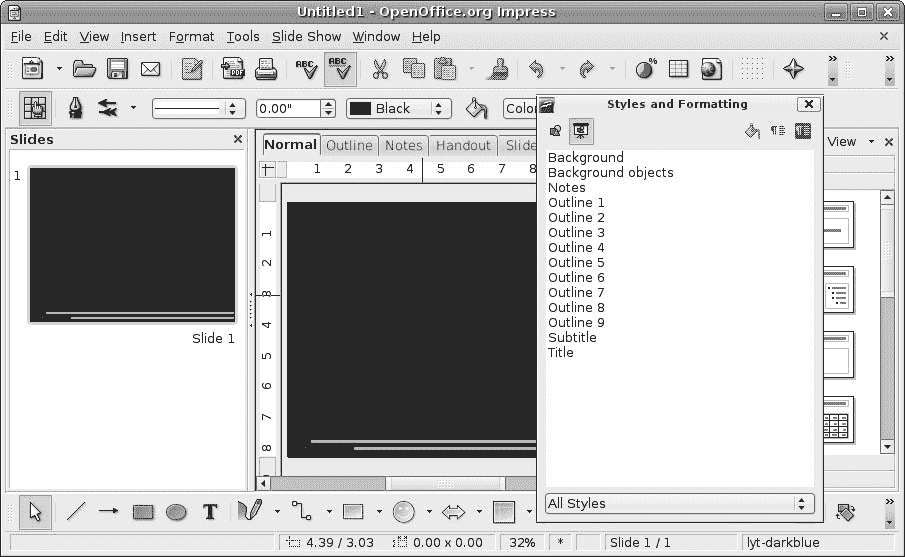 Untitled1 - OpenOffice.org Impress
File Edit View Insert Format Tools Slide Show Window Help
PDF ABC ABC
0.00" Black Color
Styles and Formatting
Slides
Normal Outline Notes Handout Slide
View
1 2 3 4 5 6 7 8
1
Slide 1
1
2
3
4
5
6
7
8
Background
Background objects
Notes
Outline 1
Outline 2
Outline 3
Outline 4
Outline 5
Outline 6
Outline 7
Outline 8
Outline 9
Subtitle
Title
All Styles
T
4.39 / 3.03 0.00 x 0.00 32% * Slide 1 / 1 lyt-darkblue